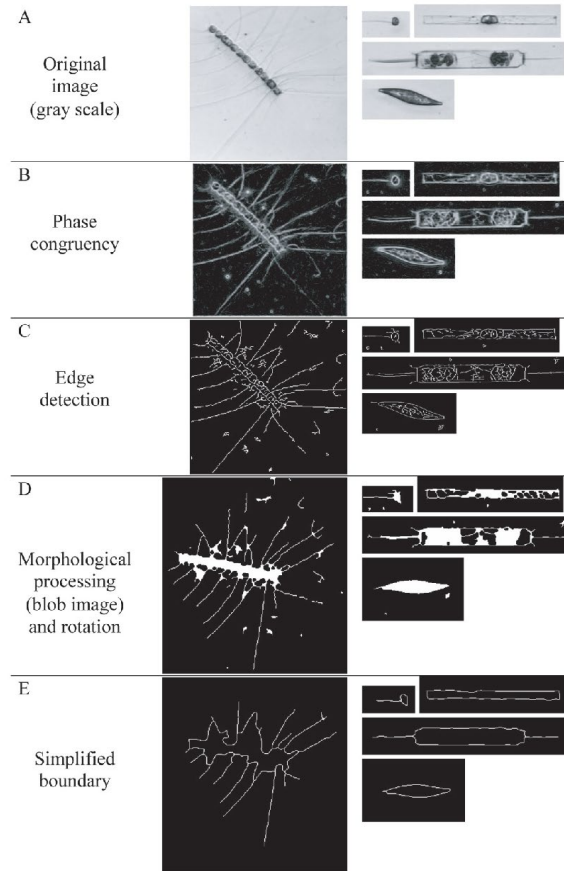 A
Original
image
(gray scale)
B
Phase
congruency
C
Edge
detection
D
Morphological
processing
(blob image)
and rotation
E
Simplified
boundary